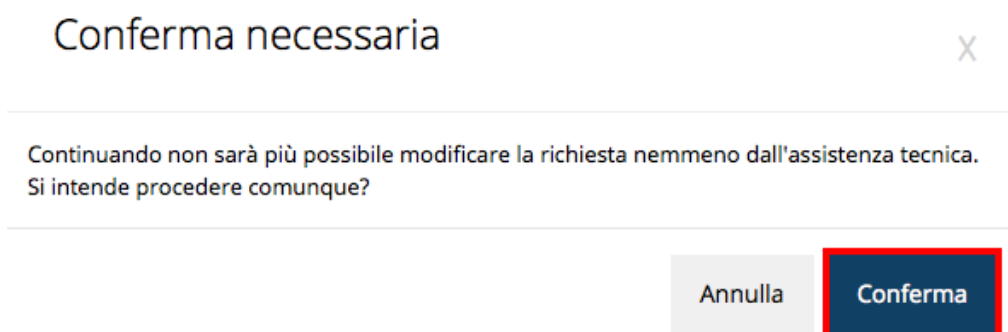 Conferma necessaria
X
Continuando non sarà più possibile modificare la richiesta nemmeno dall'assistenza tecnica.
Si intende procedere comunque?
Annulla
Conferma